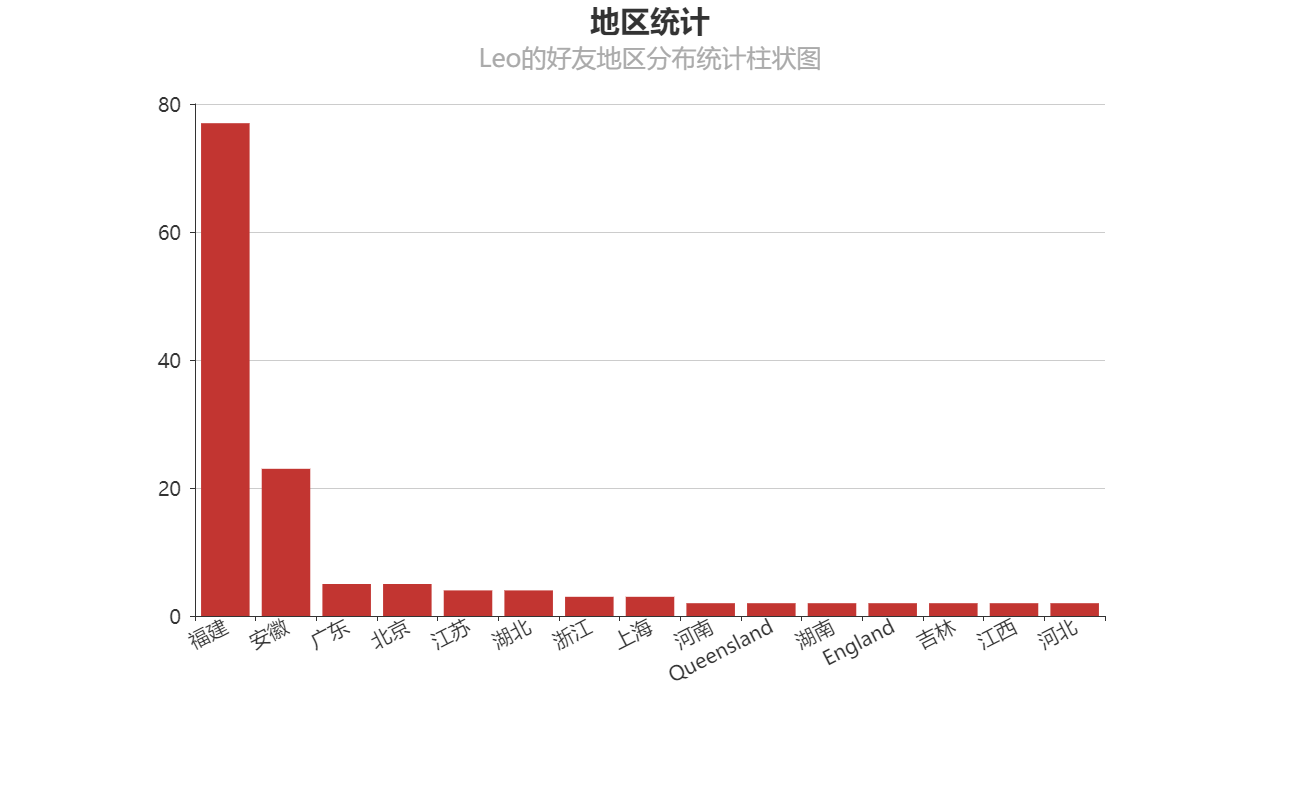 地区统计
Leo的好友地区分布统计柱状图
80
60
40
20
0
福建
安徽
广东
北京
江苏
湖北
浙江
上海
河南
Queensland
湖南
England
吉林
江西
河北